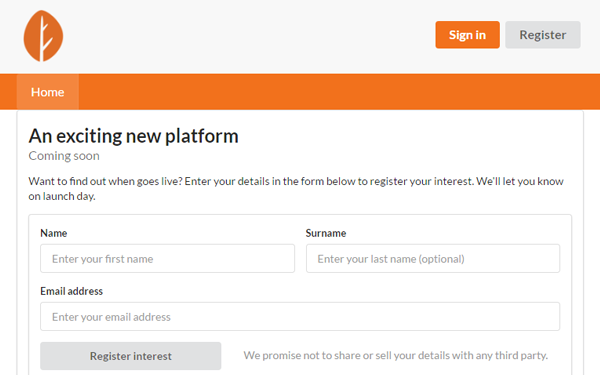 Sign in
Register
Home
An exciting new platform
Coming soon
Want to find out when goes live? Enter your details in the form below to register your interest. We'll let you know
on launch day.
Name
Surname
Enter your first name
Enter your last name (optional)
Email address
Enter your email address
Register interest
We promise not to share or sell your details with any third party.